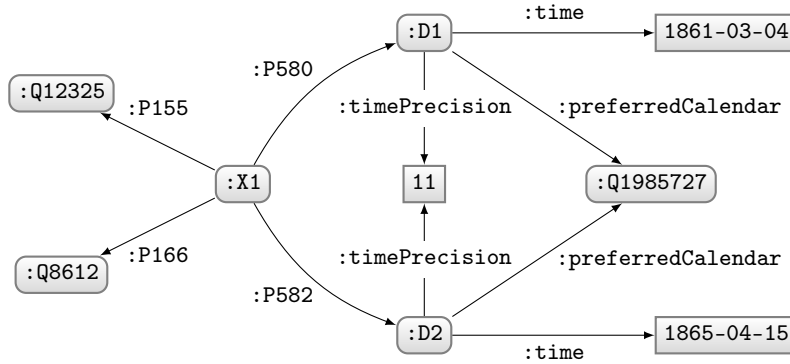 :D1
:time
1861-03-04
:P580
:Q12325
:P155
:timePrecision
:preferredCalendar
:X1
11
:Q1985727
:Q8612
:P166
:timePrecision
:preferredCalendar
:P582
:D2
:time
1865-04-15